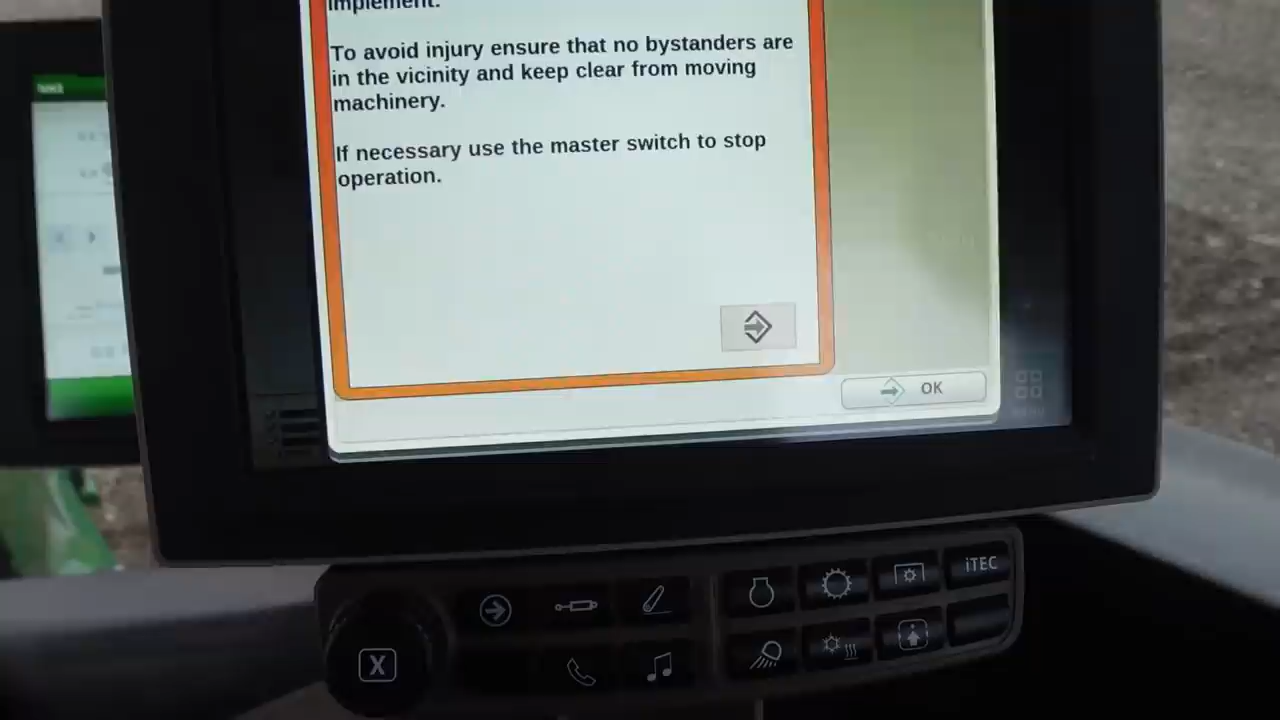 implement.
To avoid injury ensure that no bystanders are
in the vicinity and keep clear from moving
machinery.
If necessary use the master switch to stop
operation.
OK
iTEC
X